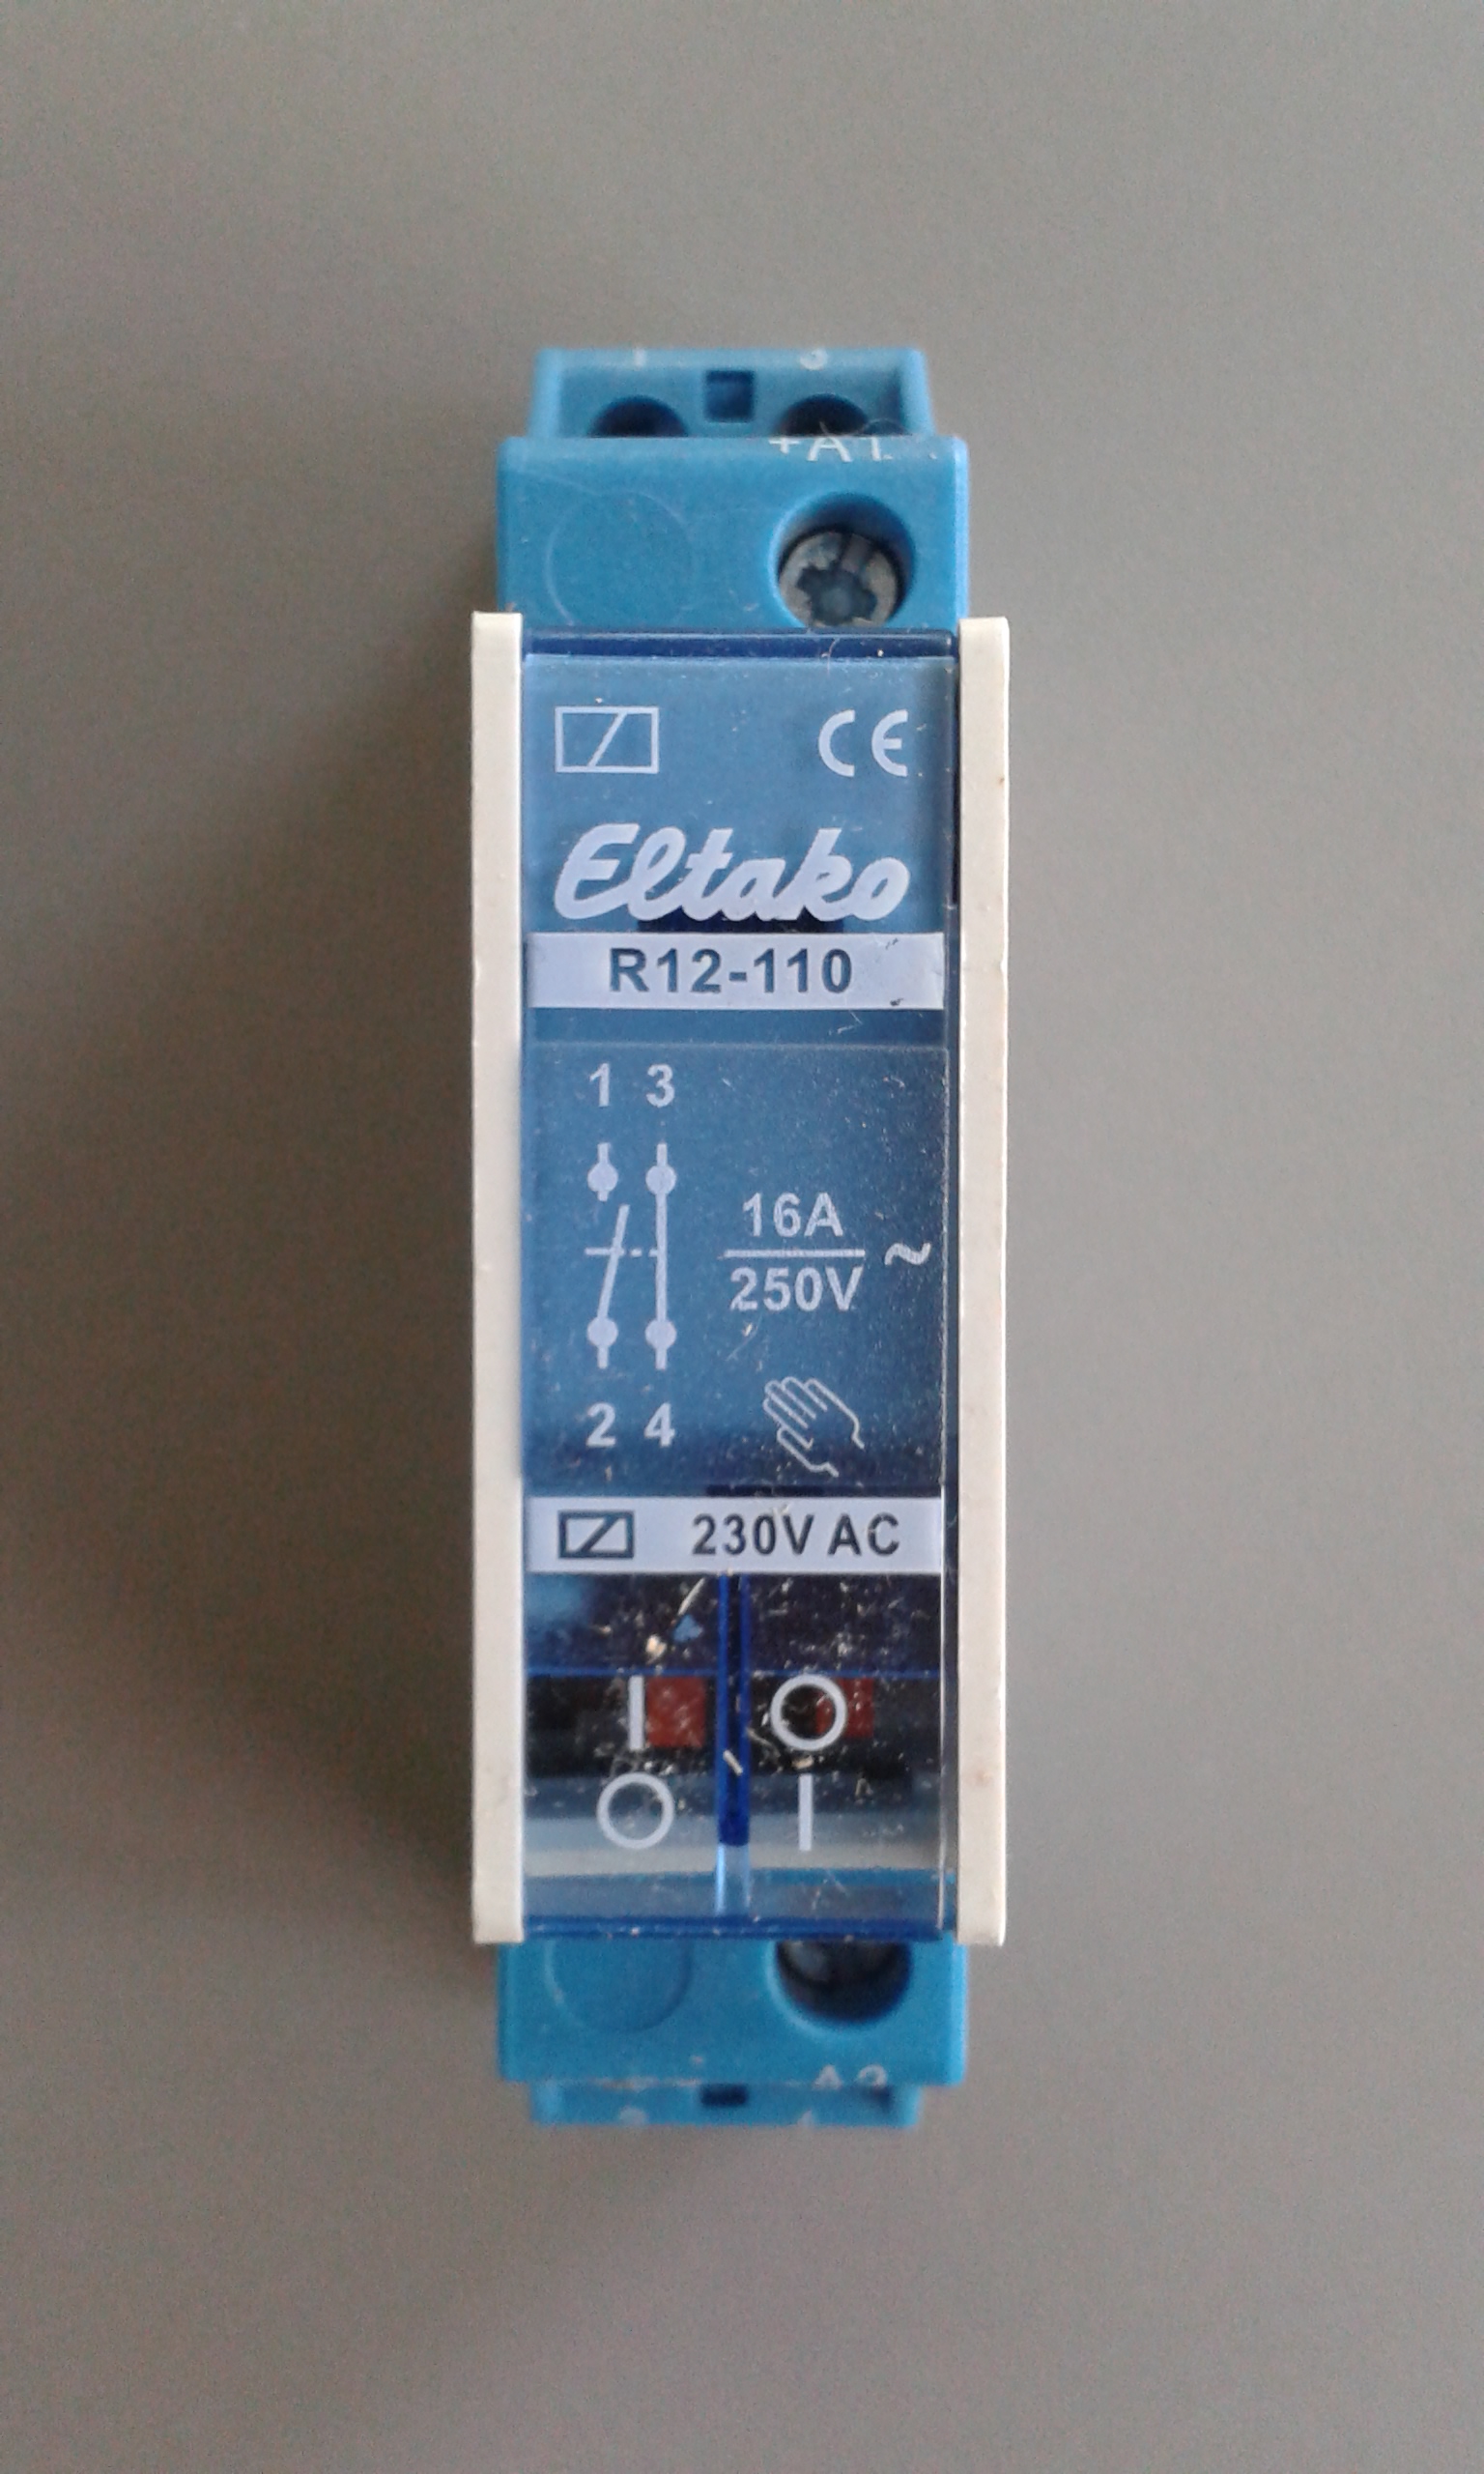 1 3
+A1
CE
Eltako
R12-110
1 3
16A
250V ~
2 4
230V AC
I O
O I
A2